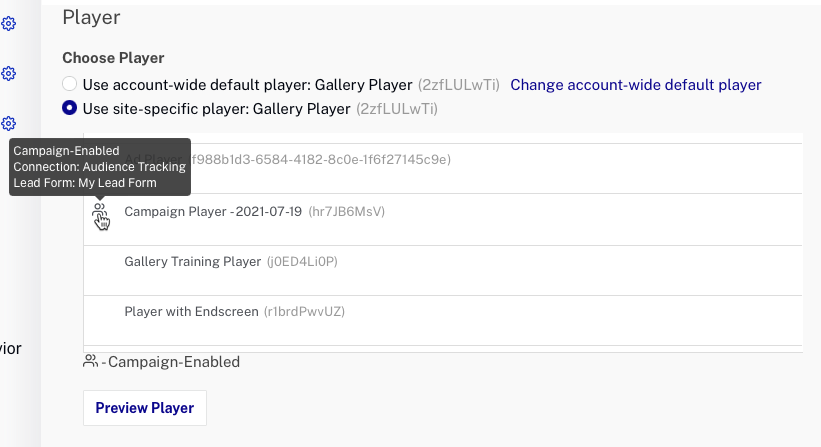 Player
Choose Player
Use account-wide default player: Gallery Player (2zfLULwTi) Change account-wide default player
Use site-specific player: Gallery Player (2zfLULwTi)
Campaign-Enabled
Connection: Audience Tracking
Lead Form: My Lead Form
Ad Player (f988b1d3-6584-4182-8c0e-1f6f27145c9e)
Campaign Player - 2021-07-19 (hr7JB6MsV)
Gallery Training Player (j0ED4Li0P)
Player with Endscreen (r1brdPwvUZ)
vior
- Campaign-Enabled
Preview Player